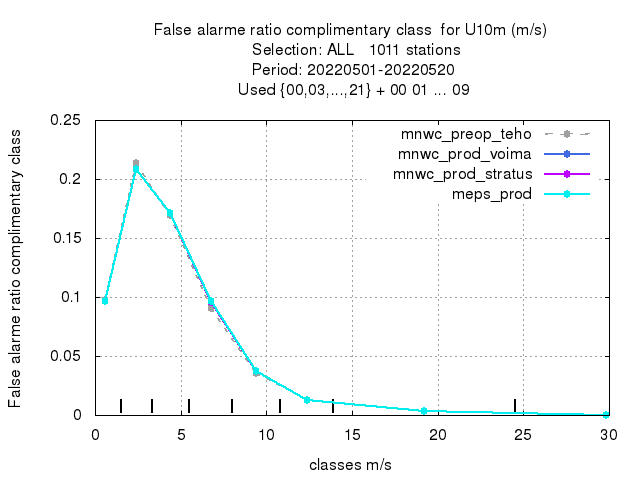 False alarme ratio complimentary class  for U10m (m/s)
Selection: ALL   1011 stations
Period: 20220501-20220520
Used {00,03,...,21} + 00 01 ... 09
False alarme ratio complimentary class
0.25
0.2
0.15
0.1
0.05
0
mnwc_preop_teho
mnwc_prod_voima
mnwc_prod_stratus
meps_prod
0 5 10 15 20 25 30
classes m/s